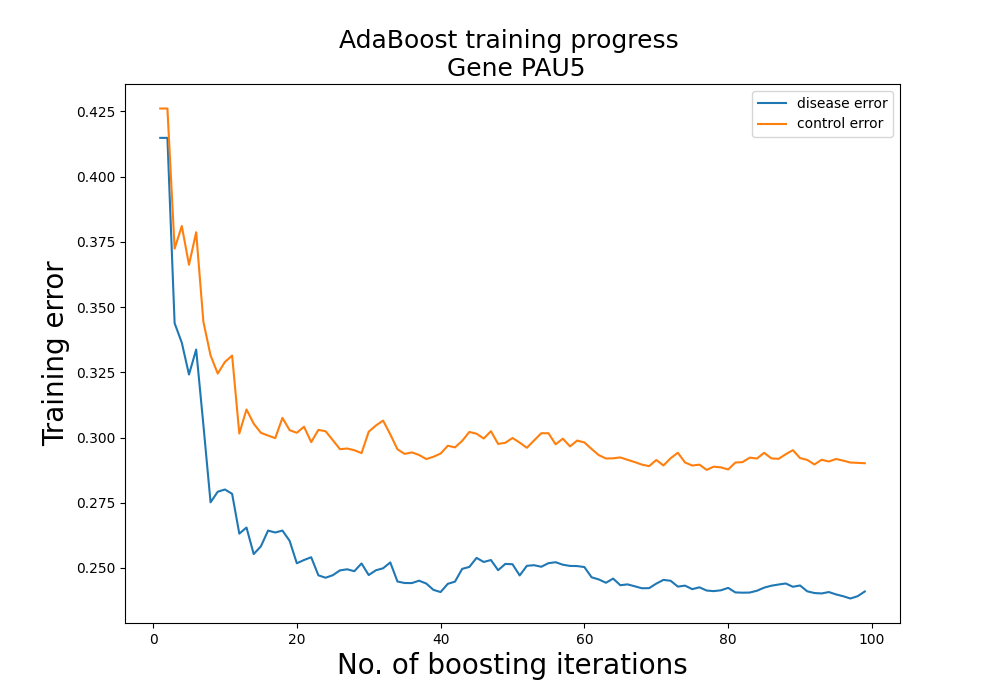 AdaBoost training progress
Gene PAU5
disease error
control error
Training error
0.425
0.400
0.375
0.350
0.325
0.300
0.275
0.250
0 20 40 60 80 100
No. of boosting iterations